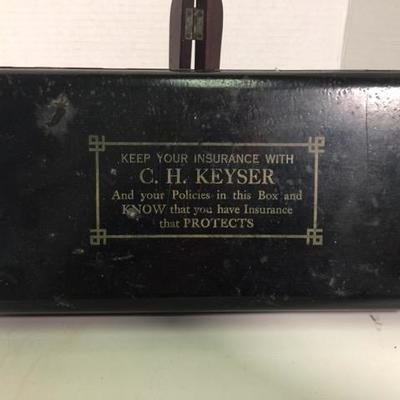 KEEP YOUR INSURANCE WITH
C. H. KEYSER
And your Policies in this Box and
KNOW that you have Insurance
that PROTECTS